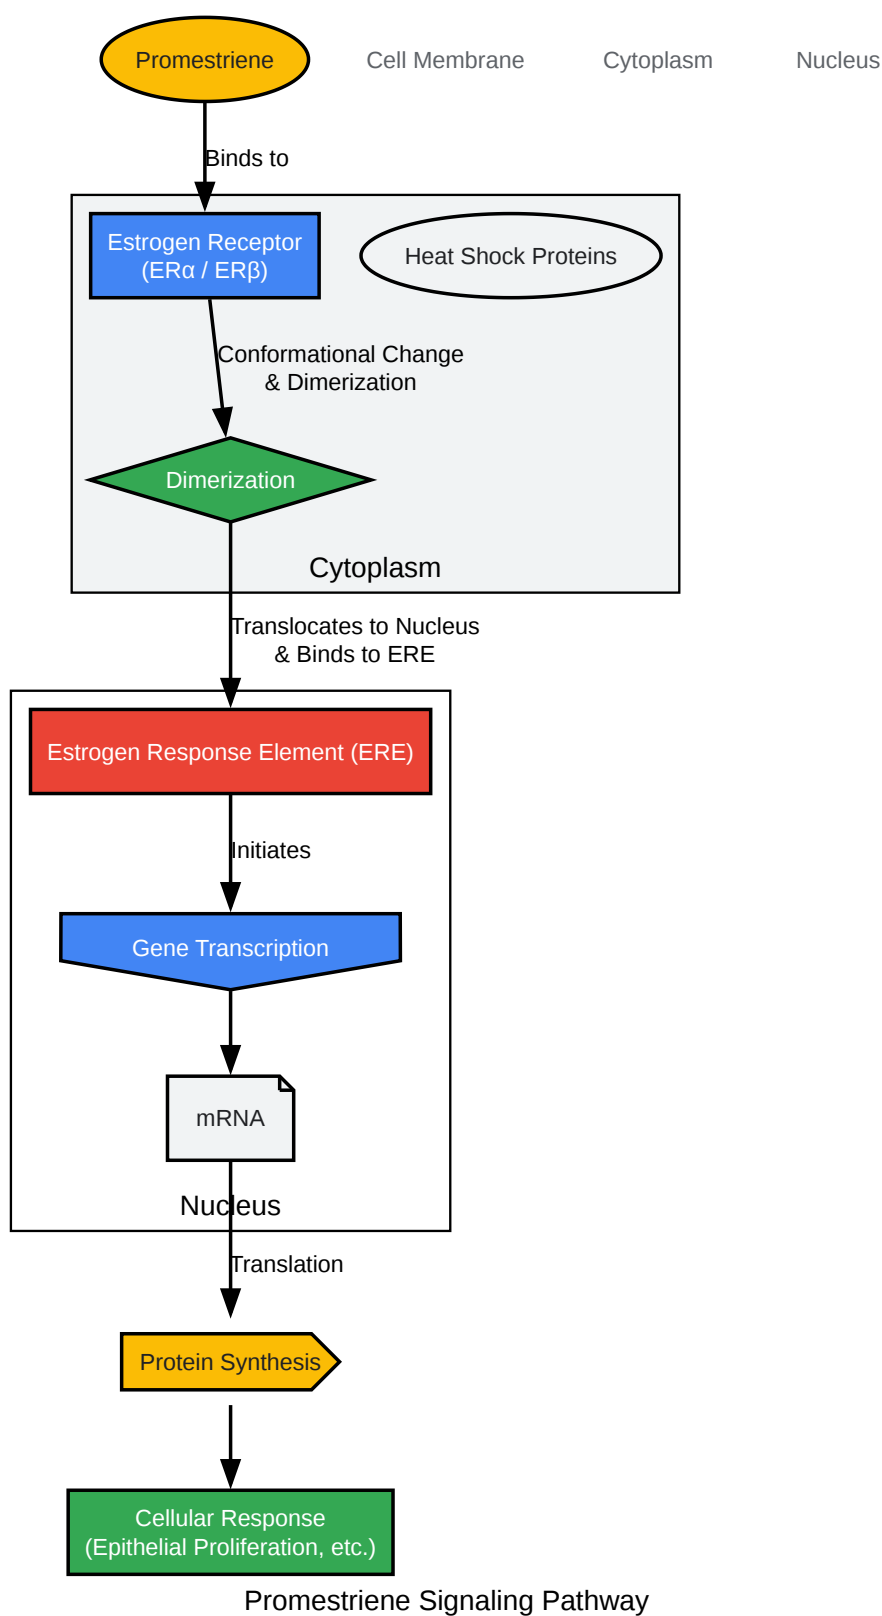 Promestriene
Cell Membrane
Cytoplasm
Nucleus
Binds to
Estrogen Receptor
(ERα / ERβ)
Heat Shock Proteins
Conformational Change
& Dimerization
Dimerization
Cytoplasm
Translocates to Nucleus
& Binds to ERE
Estrogen Response Element (ERE)
Initiates
Gene Transcription
mRNA
Nucleus
Translation
Protein Synthesis
Cellular Response
(Epithelial Proliferation, etc.)
Promestriene Signaling Pathway